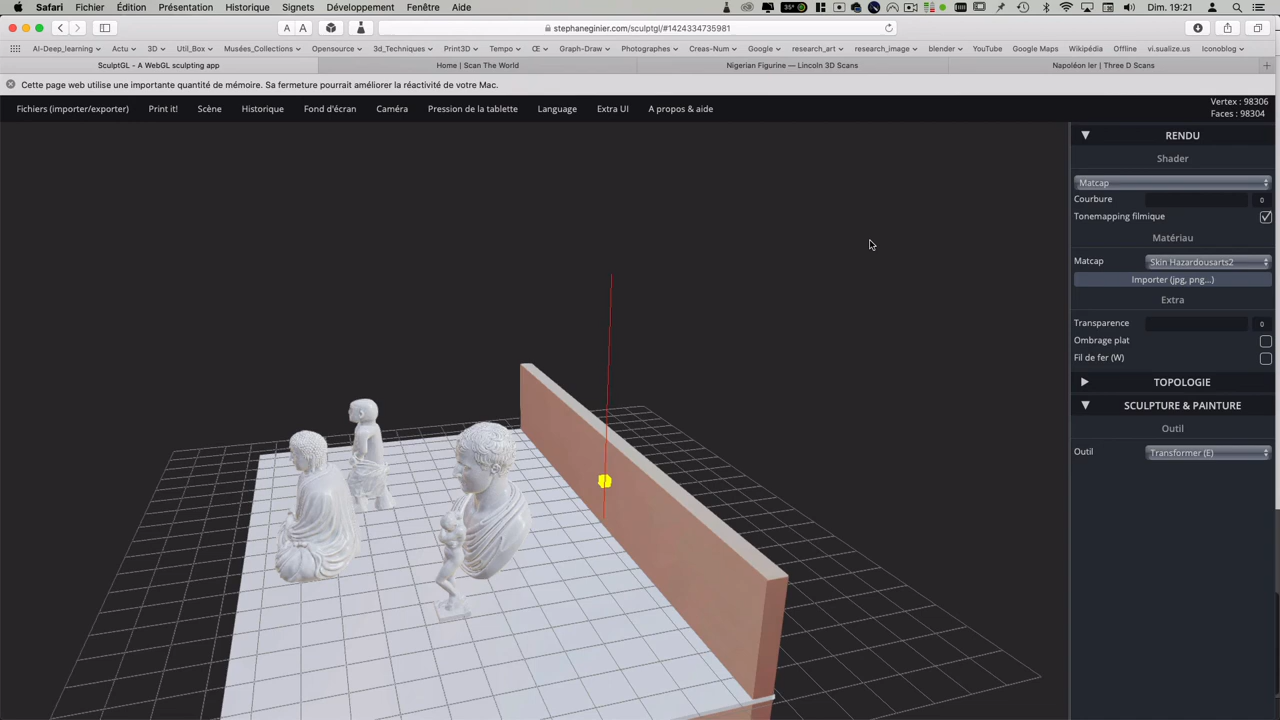 Safari Fichier Édition Présentation Historique Signets Développement Fenêtre Aide 35° Dim 19:21
A A stephaneginier.com/sculptgl/#1424334735981
AI-Deep_learning Actu 3D Util_Box Musées_Collections Opensource 3d_Techniques Print3D Tempo Œ Graph-Draw Photographes Creas-Num Google research_art research_image blender YouTube Google Maps Wikipédia Offline vi.sualize.us Iconoblog
SculptGL - A WebGL sculpting app Home | Scan The World Nigerian Figurine — Lincoln 3D Scans Napoléon Ier | Three D Scans
Cette page web utilise une importante quantité de mémoire. Sa fermeture pourrait améliorer la réactivité de votre Mac.
Fichiers (importer/exporter) Print it! Scène Historique Fond d'écran Caméra Pression de la tablette Language Extra UI A propos & aide
Vertex : 98306
Faces : 98304
RENDU
Shader
Matcap
Courbure 0
Tonemapping filmique
Matériau
Matcap Skin Hazardousarts2
Importer (jpg, png...)
Extra
Transparence 0
Ombrage plat
Fil de fer (W)
TOPOLOGIE
SCULPTURE & PAINTURE
Outil
Outil Transformer (E)